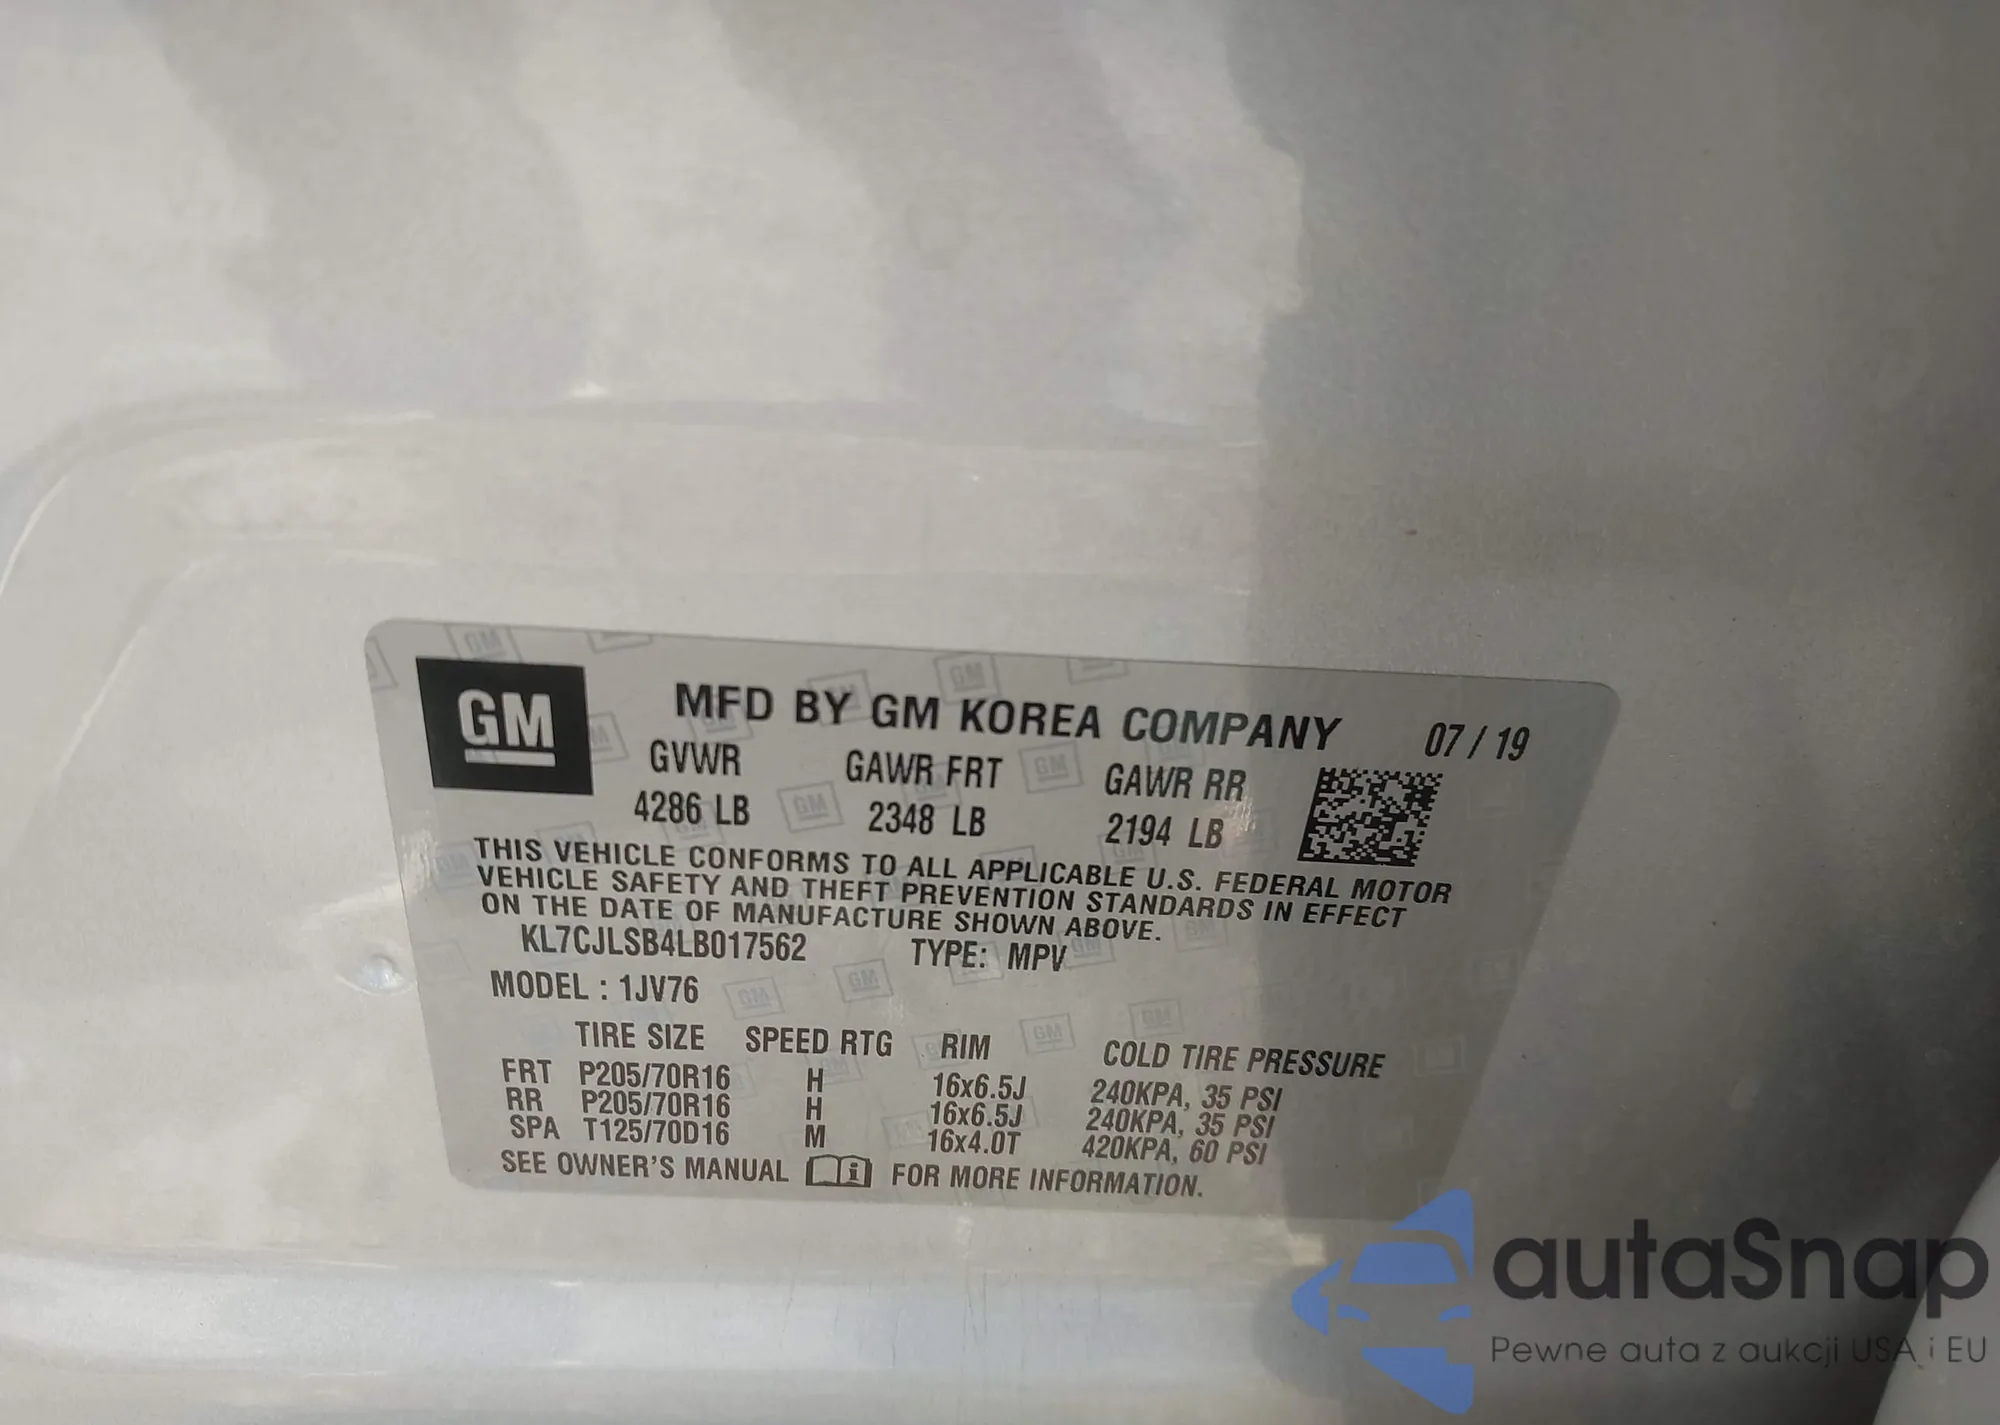 GM
MFD BY GM KOREA COMPANY 07 / 19
GVWR GAWR FRT GAWR RR
4286 LB 2348 LB 2194 LB
THIS VEHICLE CONFORMS TO ALL APPLICABLE U.S. FEDERAL MOTOR
VEHICLE SAFETY AND THEFT PREVENTION STANDARDS IN EFFECT
ON THE DATE OF MANUFACTURE SHOWN ABOVE.
KL7CJLSB4LB017562 TYPE: MPV
MODEL : 1JV76
TIRE SIZE SPEED RTG RIM COLD TIRE PRESSURE
FRT P205/70R16 H 16x6.5J 240KPA, 35 PSI
RR P205/70R16 H 16x6.5J 240KPA, 35 PSI
SPA T125/70D16 M 16x4.0T 420KPA, 60 PSI
SEE OWNER'S MANUAL i FOR MORE INFORMATION.
autaSnap
Pewne auta z aukcji USA i EU